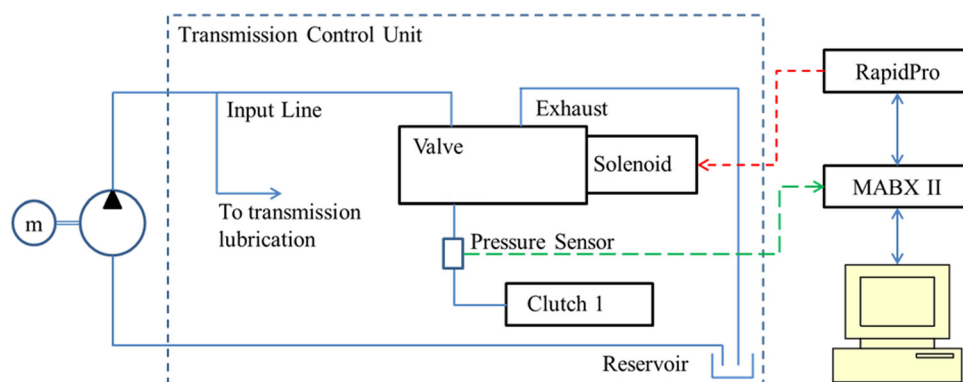 Transmission Control Unit
RapidPro
Input Line
Exhaust
Valve
Solenoid
MABX II
To transmission
lubrication
m
Pressure Sensor
Clutch 1
Reservoir